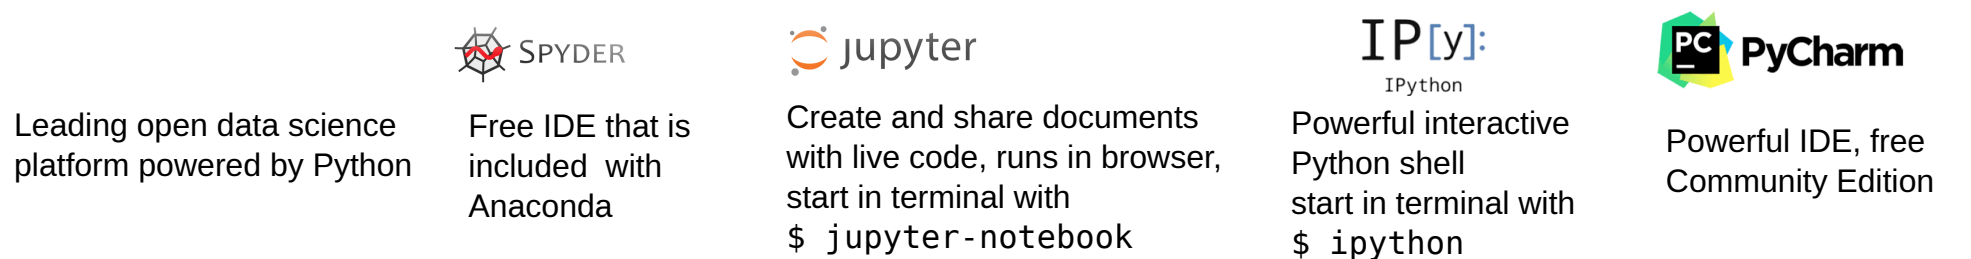 Leading open data science
platform powered by Python
SPYDER
Free IDE that is
included with
Anaconda
jupyter
Create and share documents
with live code, runs in browser,
start in terminal with
$ jupyter-notebook
IP[y]:
IPython
Powerful interactive
Python shell
start in terminal with
$ ipython
PC
PyCharm
Powerful IDE, free
Community Edition